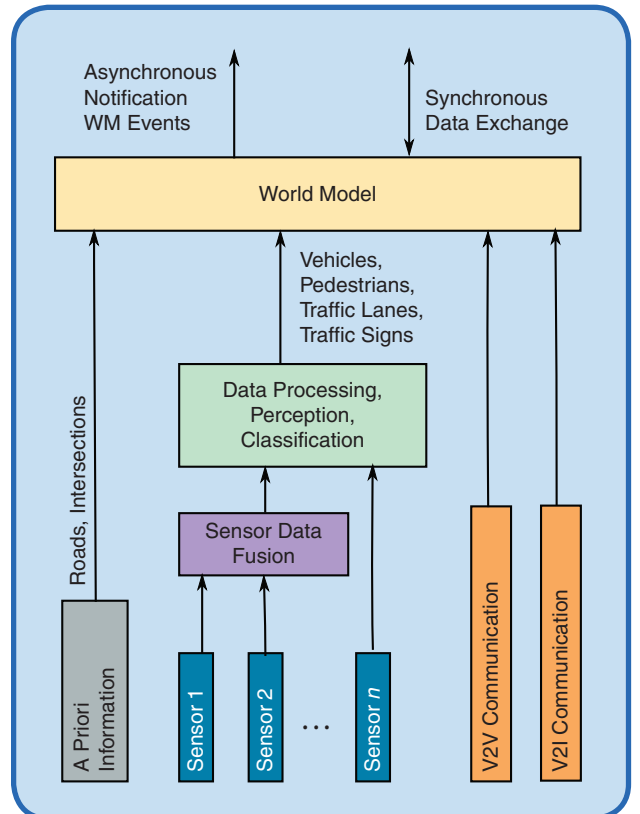 Asynchronous
Notification
WM Events
Synchronous
Data Exchange
World Model
Vehicles,
Pedestrians,
Traffic Lanes,
Traffic Signs
Data Processing,
Perception,
Classification
Roads, Intersections
Sensor Data
Fusion
A Priori
Information
Sensor 1
Sensor 2
...
Sensor n
V2V Communication
V2I Communication